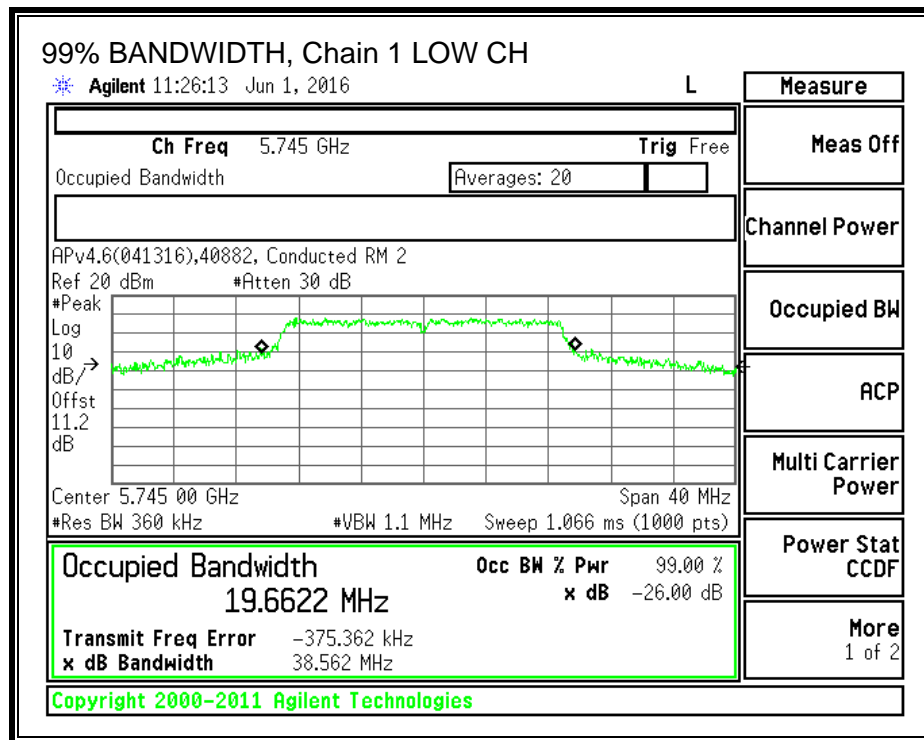 99% BANDWIDTH, Chain 1 LOW CH
Agilent 11:26:13 Jun 1, 2016 L
Measure
Ch Freq 5.745 GHz Trig Free
Meas Off
Occupied Bandwidth Averages: 20
Channel Power
APv4.6(041316),40882, Conducted RM 2
Ref 20 dBm #Atten 30 dB
#Peak
Log
10
dB/
Offst
11.2
dB
Occupied BW
ACP
Multi Carrier
Power
Center 5.745 00 GHz Span 40 MHz
#Res BW 360 kHz #VBW 1.1 MHz Sweep 1.066 ms (1000 pts)
Power Stat
CCDF
Occupied Bandwidth Occ BW % Pwr 99.00 %
19.6622 MHz x dB -26.00 dB
Transmit Freq Error -375.362 kHz
x dB Bandwidth 38.562 MHz
More
1 of 2
Copyright 2000-2011 Agilent Technologies